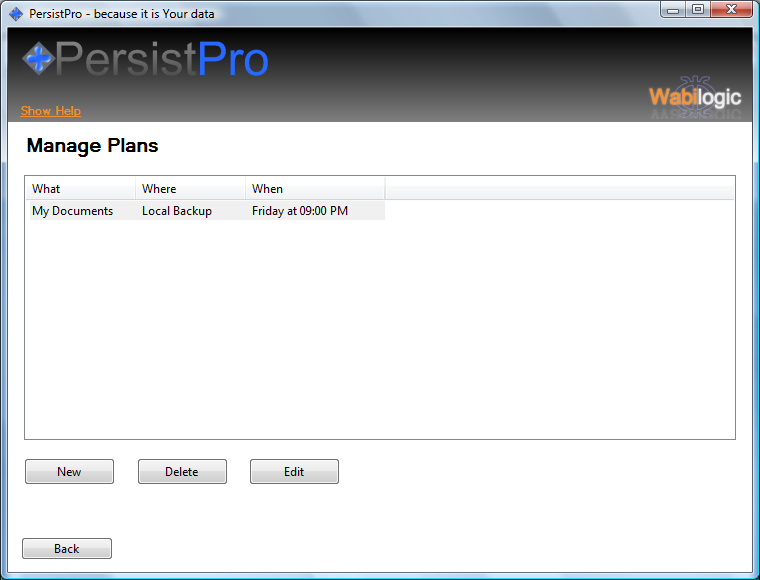 PersistPro - because it is Your data
PersistPro
Show Help
Wabilogic
Manage Plans
What Where When
My Documents Local Backup Friday at 09:00 PM
New Delete Edit
Back